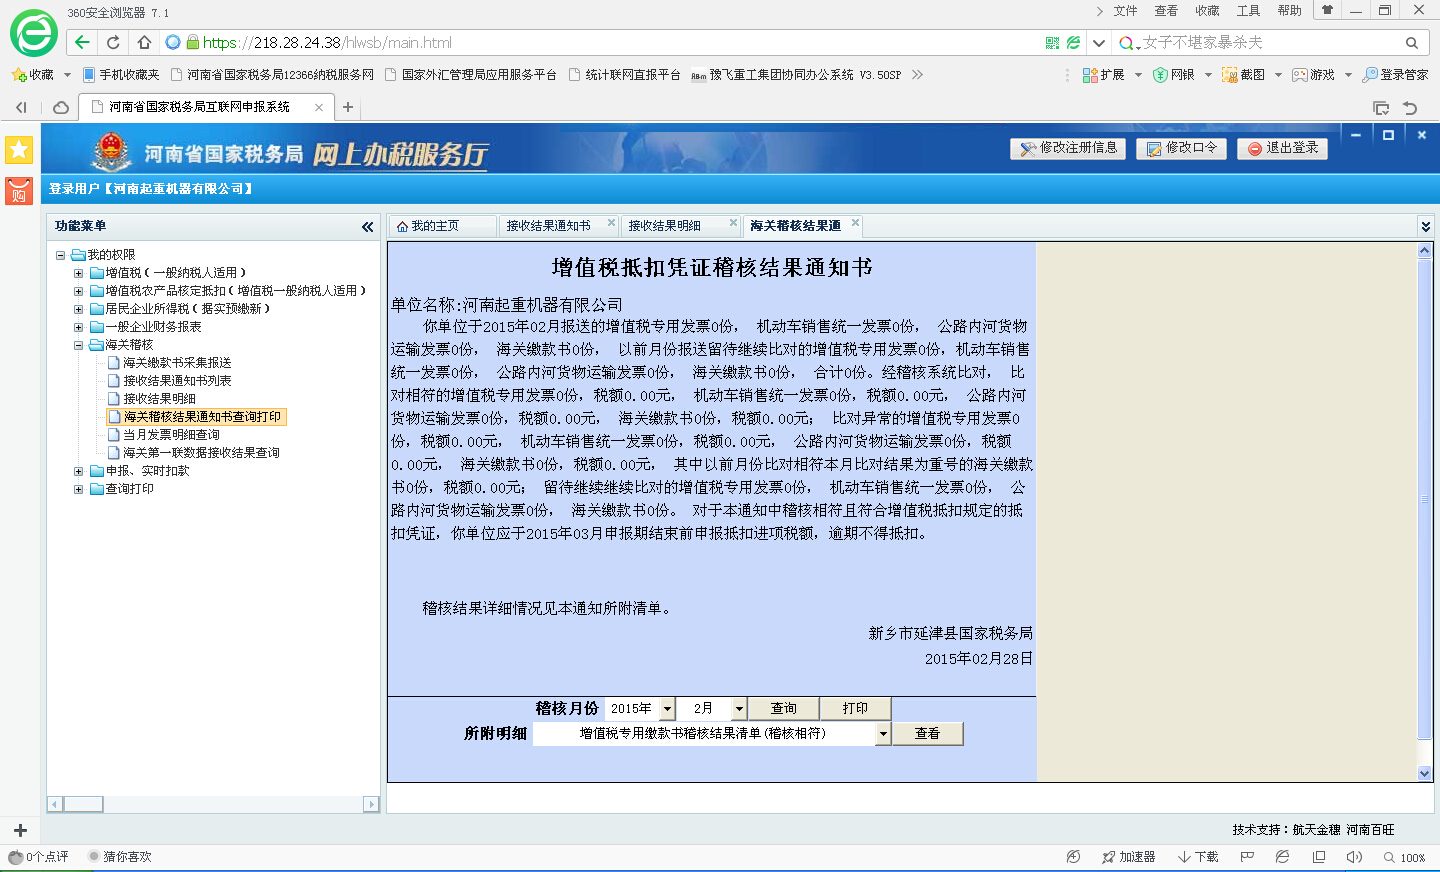 360安全浏览器 7.1
文件 查看 收藏 工具 帮助
https://218.28.24.38/hlwsb/main.html
女子不堪家暴杀夫
收藏 手机收藏夹 河南省国家税务局12366纳税服务网 国家外汇管理局应用服务平台 统计联网直报平台 豫飞重工集团协同办公系统 V3.50SP
扩展 网银 截图 游戏 登录管家
河南省国家税务局互联网申报系统
河南省国家税务局 网上办税服务厅
修改注册信息 修改口令 退出登录
购
登录用户【河南起重机器有限公司】
功能菜单
我的主页 接收结果通知书 接收结果明细 海关稽核结果通
我的权限
增值税（一般纳税人适用）
增值税农产品核定抵扣（增值税一般纳税人适用）
居民企业所得税（据实预缴新）
一般企业财务报表
海关稽核
海关缴款书采集报送
接收结果通知书列表
接收结果明细
海关稽核结果通知书查询打印
当月发票明细查询
海关第一联数据接收结果查询
申报、实时扣款
查询打印
增值税抵扣凭证稽核结果通知书
单位名称:河南起重机器有限公司
你单位于2015年02月报送的增值税专用发票0份， 机动车销售统一发票0份， 公路内河货物
运输发票0份， 海关缴款书0份， 以前月份报送留待继续比对的增值税专用发票0份，机动车销售
统一发票0份， 公路内河货物运输发票0份， 海关缴款书0份， 合计0份。经稽核系统比对， 比
对相符的增值税专用发票0份，税额0.00元， 机动车销售统一发票0份，税额0.00元， 公路内河
货物运输发票0份，税额0.00元， 海关缴款书0份，税额0.00元； 比对异常的增值税专用发票0
份，税额0.00元， 机动车销售统一发票0份，税额0.00元， 公路内河货物运输发票0份，税额
0.00元， 海关缴款书0份，税额0.00元， 其中以前月份比对相符本月比对结果为重号的海关缴款
书0份，税额0.00元； 留待继续继续比对的增值税专用发票0份， 机动车销售统一发票0份， 公
路内河货物运输发票0份， 海关缴款书0份。 对于本通知中稽核相符且符合增值税抵扣规定的抵
扣凭证，你单位应于2015年03月申报期结束前申报抵扣进项税额，逾期不得抵扣。
稽核结果详细情况见本通知所附清单。
新乡市延津县国家税务局
2015年02月28日
稽核月份 2015年 2月 查询 打印
所附明细 增值税专用缴款书稽核结果清单(稽核相符) 查看
技术支持：航天金穗 河南百旺
0个点评 猜你喜欢
加速器 下载 100%